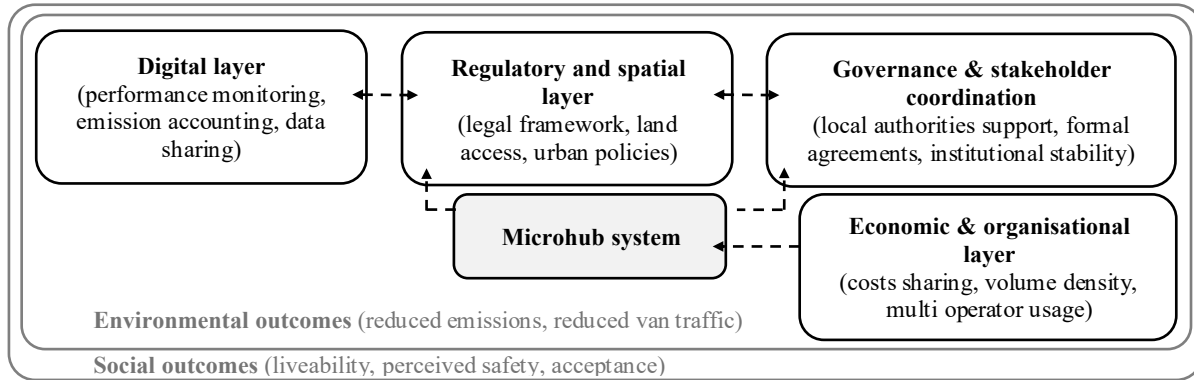 Digital layer
(performance monitoring,
emission accounting, data
sharing)
Regulatory and spatial
layer
(legal framework, land
access, urban policies)
Governance & stakeholder
coordination
(local authorities support, formal
agreements, institutional stability)
Microhub system
Economic & organisational
layer
(costs sharing, volume density,
multi operator usage)
Environmental outcomes (reduced emissions, reduced van traffic)
Social outcomes (liveability, perceived safety, acceptance)